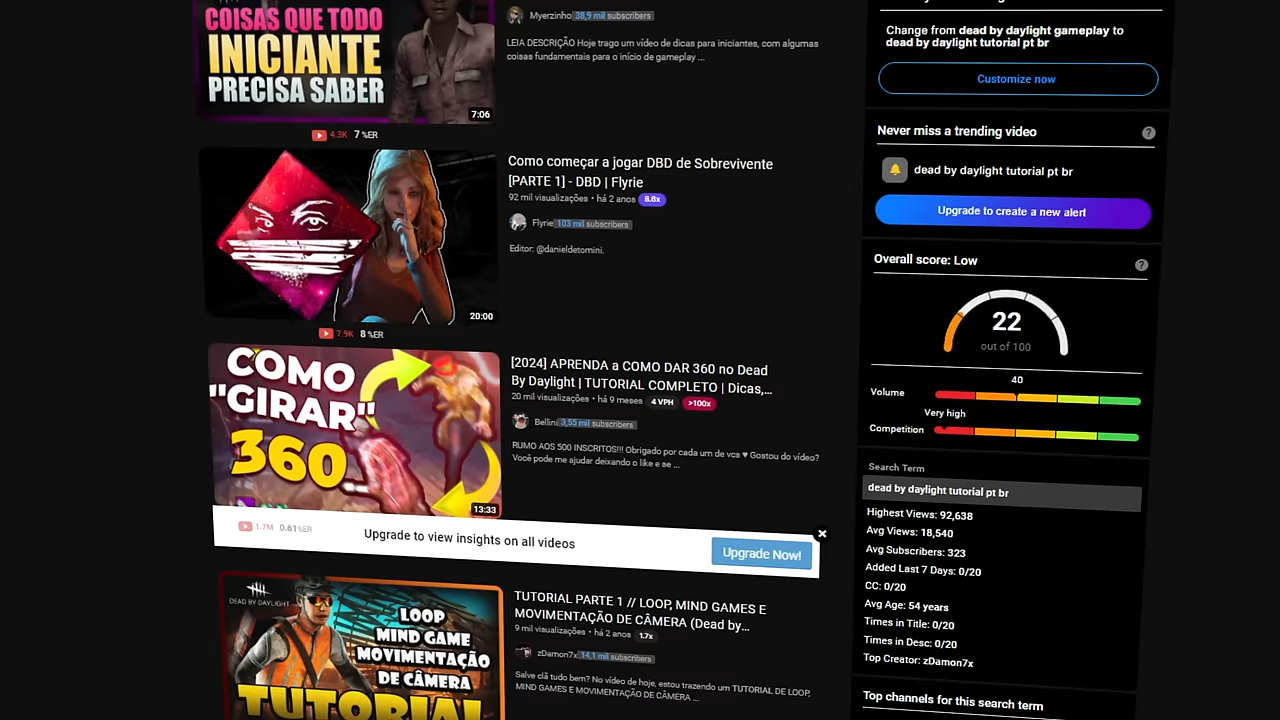 COISAS QUE TODO
INICIANTE
PRECISA SABER
7:06
4.3K 7 %ER
Myerzinho 38,9 mil subscribers
LEIA DESCRIÇÃO Hoje trago um vídeo de dicas para iniciantes, com algumas
coisas fundamentais para o início de gameplay ...
Como começar a jogar DBD de Sobrevivente
[PARTE 1] - DBD | Flyrie
92 mil visualizações • há 2 anos 8.6x
Flyrie 103 mil subscribers
Editor: @danieldetomini.
20:00
7.9K 8 %ER
COMO
"GIRAR"
360
13:33
[2024] APRENDA a COMO DAR 360 no Dead
By Daylight | TUTORIAL COMPLETO | Dicas,...
20 mil visualizações • há 9 meses 4 VPH >100x
Bellini 3,55 mil subscribers
RUMO AOS 500 INSCRITOS!!! Obrigado por cada um de vcs ♥ Gostou do vídeo?
Você pode me ajudar deixando o like e se ...
1.7M 0.61%ER
Upgrade to view insights on all videos
Upgrade Now!
DEAD BY DAYLIGHT
LOOP
MIND GAME
MOVIMENTAÇÃO
DE CÂMERA
TUTORIAL
TUTORIAL PARTE 1 // LOOP, MIND GAMES E
MOVIMENTAÇÃO DE CÂMERA (Dead by...
9 mil visualizações • há 2 anos 1.7x
zDamon7x 14,1 mil subscribers
Salve clã tudo bem? No vídeo de hoje, estou trazendo um TUTORIAL DE LOOP,
MIND GAMES E MOVIMENTAÇÃO DE CÂMERA ...
Change from dead by daylight gameplay to
dead by daylight tutorial pt br
Customize now
Never miss a trending video
?
dead by daylight tutorial pt br
Upgrade to create a new alert
Overall score: Low
?
22
out of 100
40
Volume
Very high
Competition
Search Term
dead by daylight tutorial pt br
Highest Views: 92,638
Avg Views: 18,540
Avg Subscribers: 323
Added Last 7 Days: 0/20
CC: 0/20
Avg Age: 54 years
Times in Title: 0/20
Times in Desc: 0/20
Top Creator: zDamon7x
Top channels for this search term